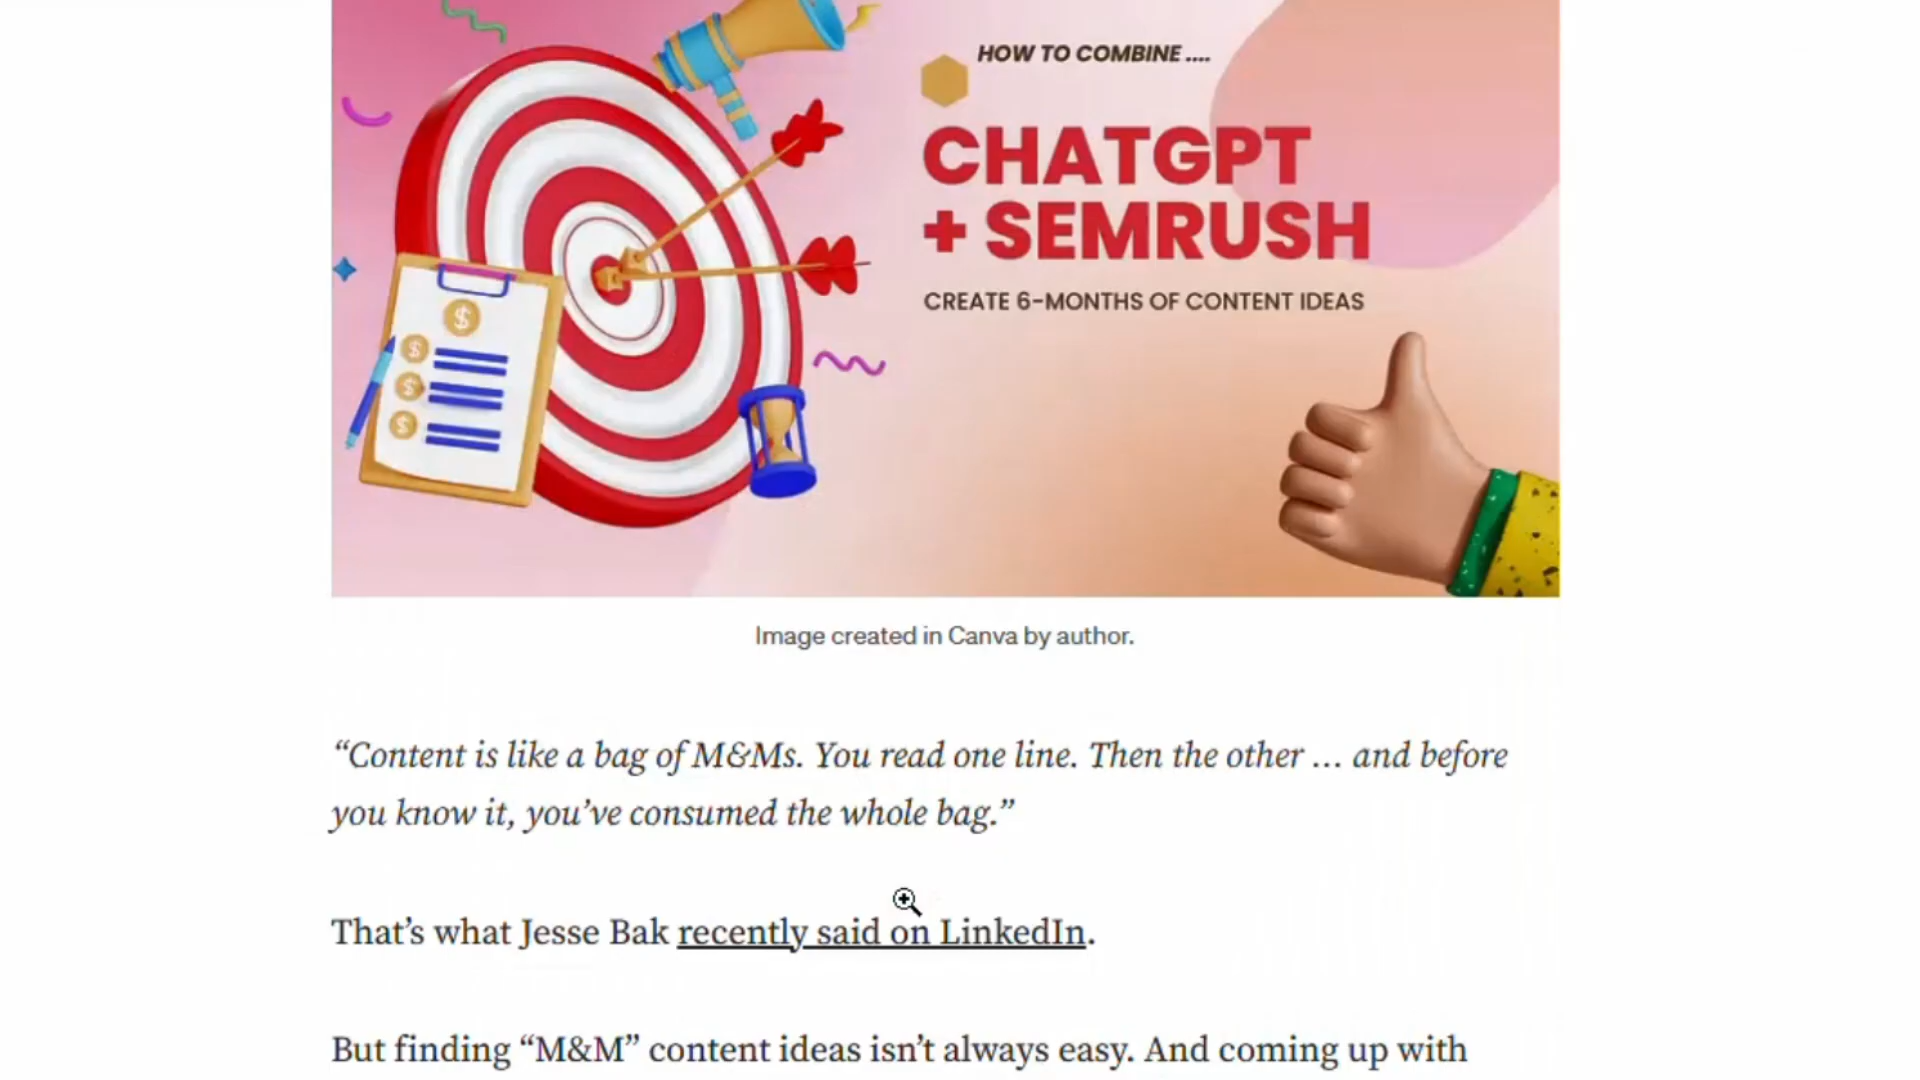 HOW TO COMBINE ....
CHATGPT
+ SEMRUSH
CREATE 6-MONTHS OF CONTENT IDEAS
$
$
$
$
Image created in Canva by author.
“Content is like a bag of M&Ms. You read one line. Then the other … and before
you know it, you’ve consumed the whole bag.”
That’s what Jesse Bak recently said on LinkedIn.
But finding “M&M” content ideas isn’t always easy. And coming up with